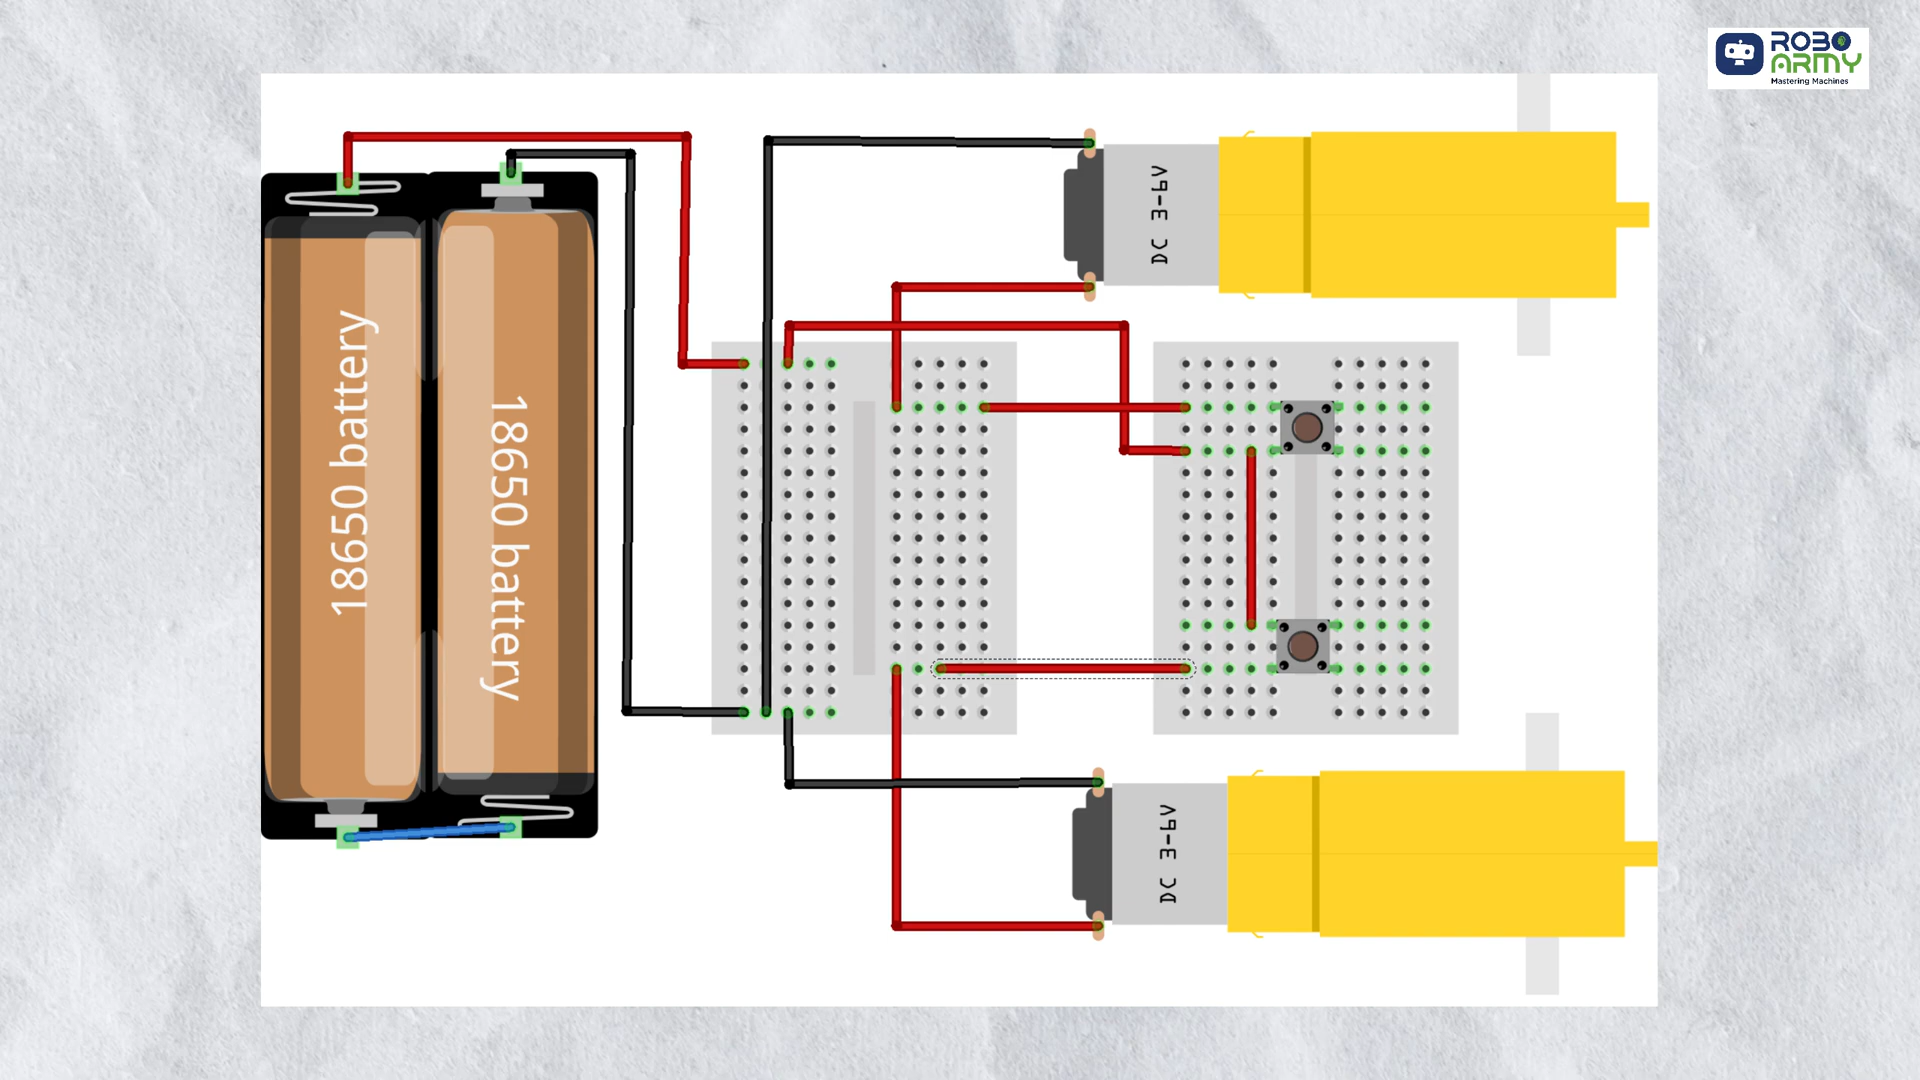 ROBO
ARMY
Mastering Machines
18650 battery
18650 battery
DC 3-6V
DC 3-6V